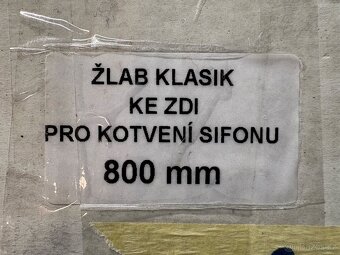 ŽLAB KLASIK
KE ZDI
PRO KOTVENÍ SIFONU
800 mm